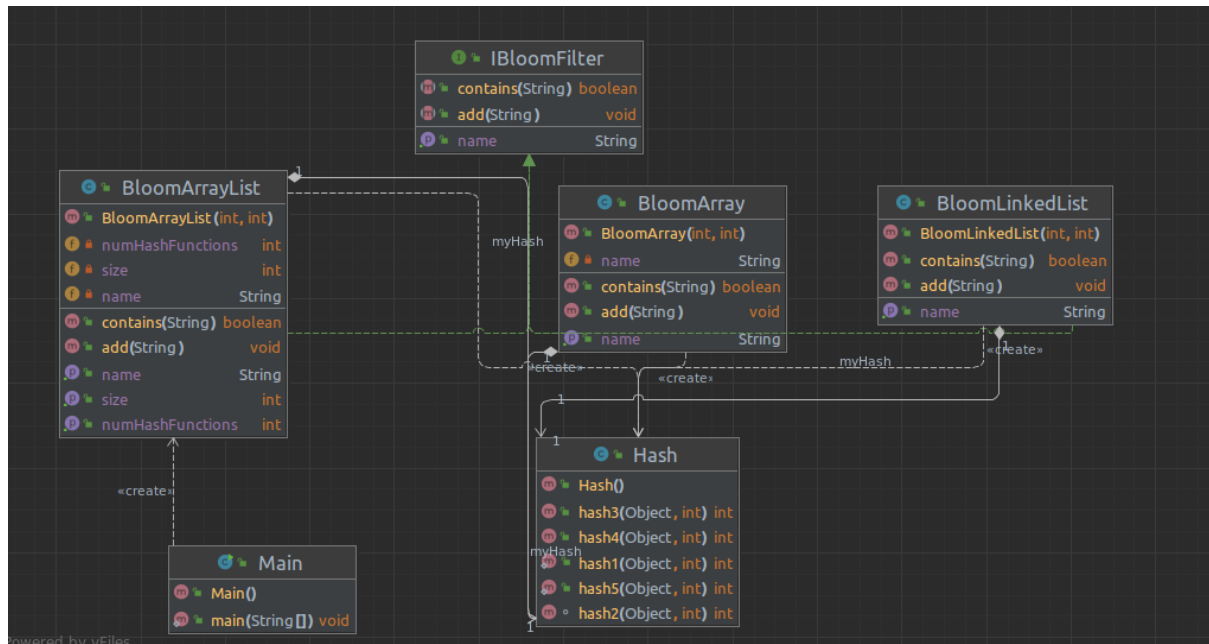 IBloomFilter
contains(String) boolean
add(String) void
name String
BloomArrayList
BloomArrayList(int, int)
numHashFunctions int
size int
name String
contains(String) boolean
add(String) void
name String
size int
numHashFunctions int
1
myHash
BloomArray
BloomArray(int, int)
name String
contains(String) boolean
add(String) void
name String
BloomLinkedList
BloomLinkedList(int, int)
contains(String) boolean
add(String) void
name String
1
«create»
«create»
myHash
1
«create»
1
1
Hash
Hash()
hash3(Object, int) int
hash4(Object, int) int
hash1(Object, int) int
hash5(Object, int) int
hash2(Object, int) int
myHash
1
«create»
Main
Main()
main(String[]) void
Powered by yFiles